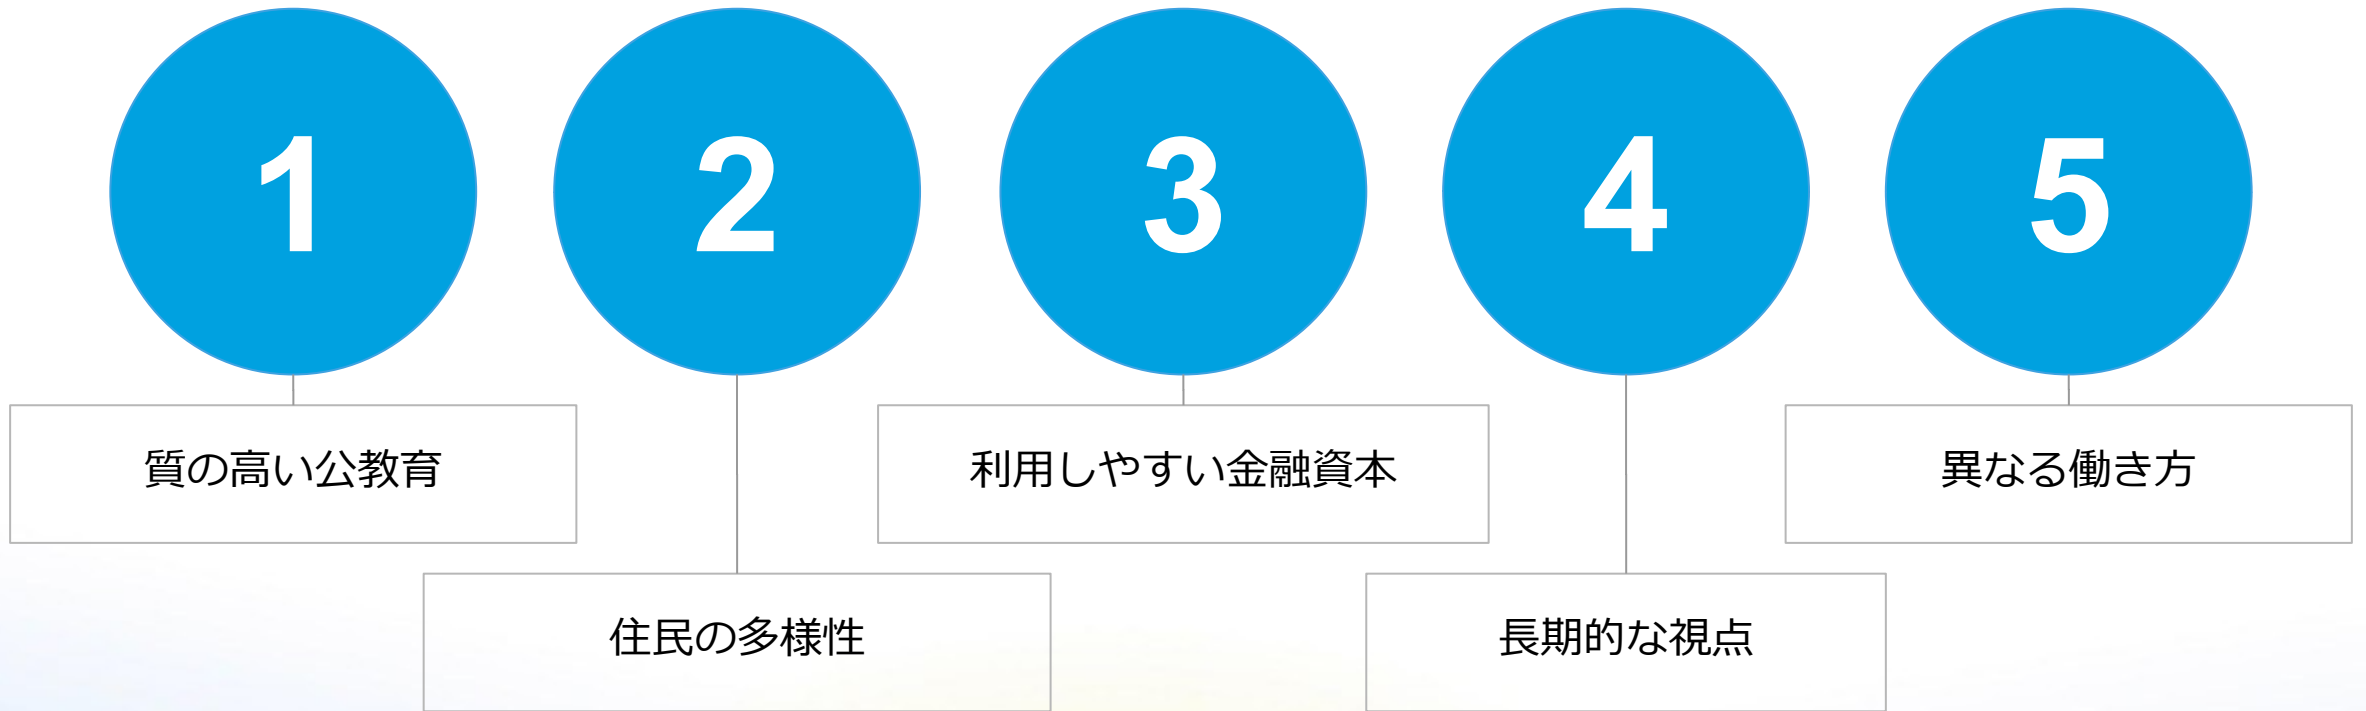 1
質の高い公教育
2
住民の多様性
3
利用しやすい金融資本
4
長期的な視点
5
異なる働き方